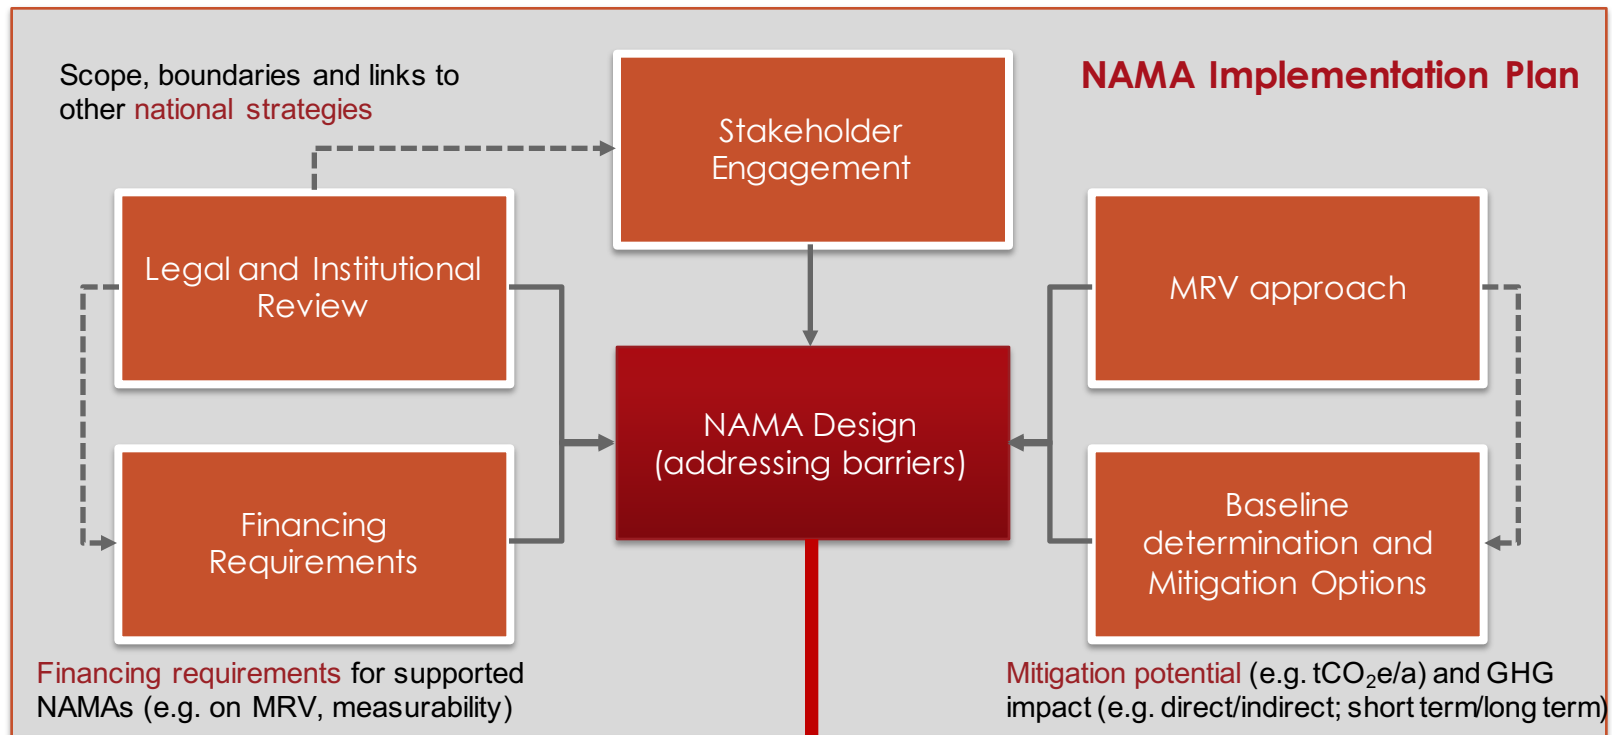 NAMA Implementation Plan
Scope, boundaries and links to
other national strategies
Stakeholder
Engagement
Legal and Institutional
Review
MRV approach
NAMA Design
(addressing barriers)
Financing
Requirements
Baseline
determination and
Mitigation Options
Financing requirements for supported
NAMAs (e.g. on MRV, measurability)
Mitigation potential (e.g. tCO₂e/a) and GHG
impact (e.g. direct/indirect; short term/long term)